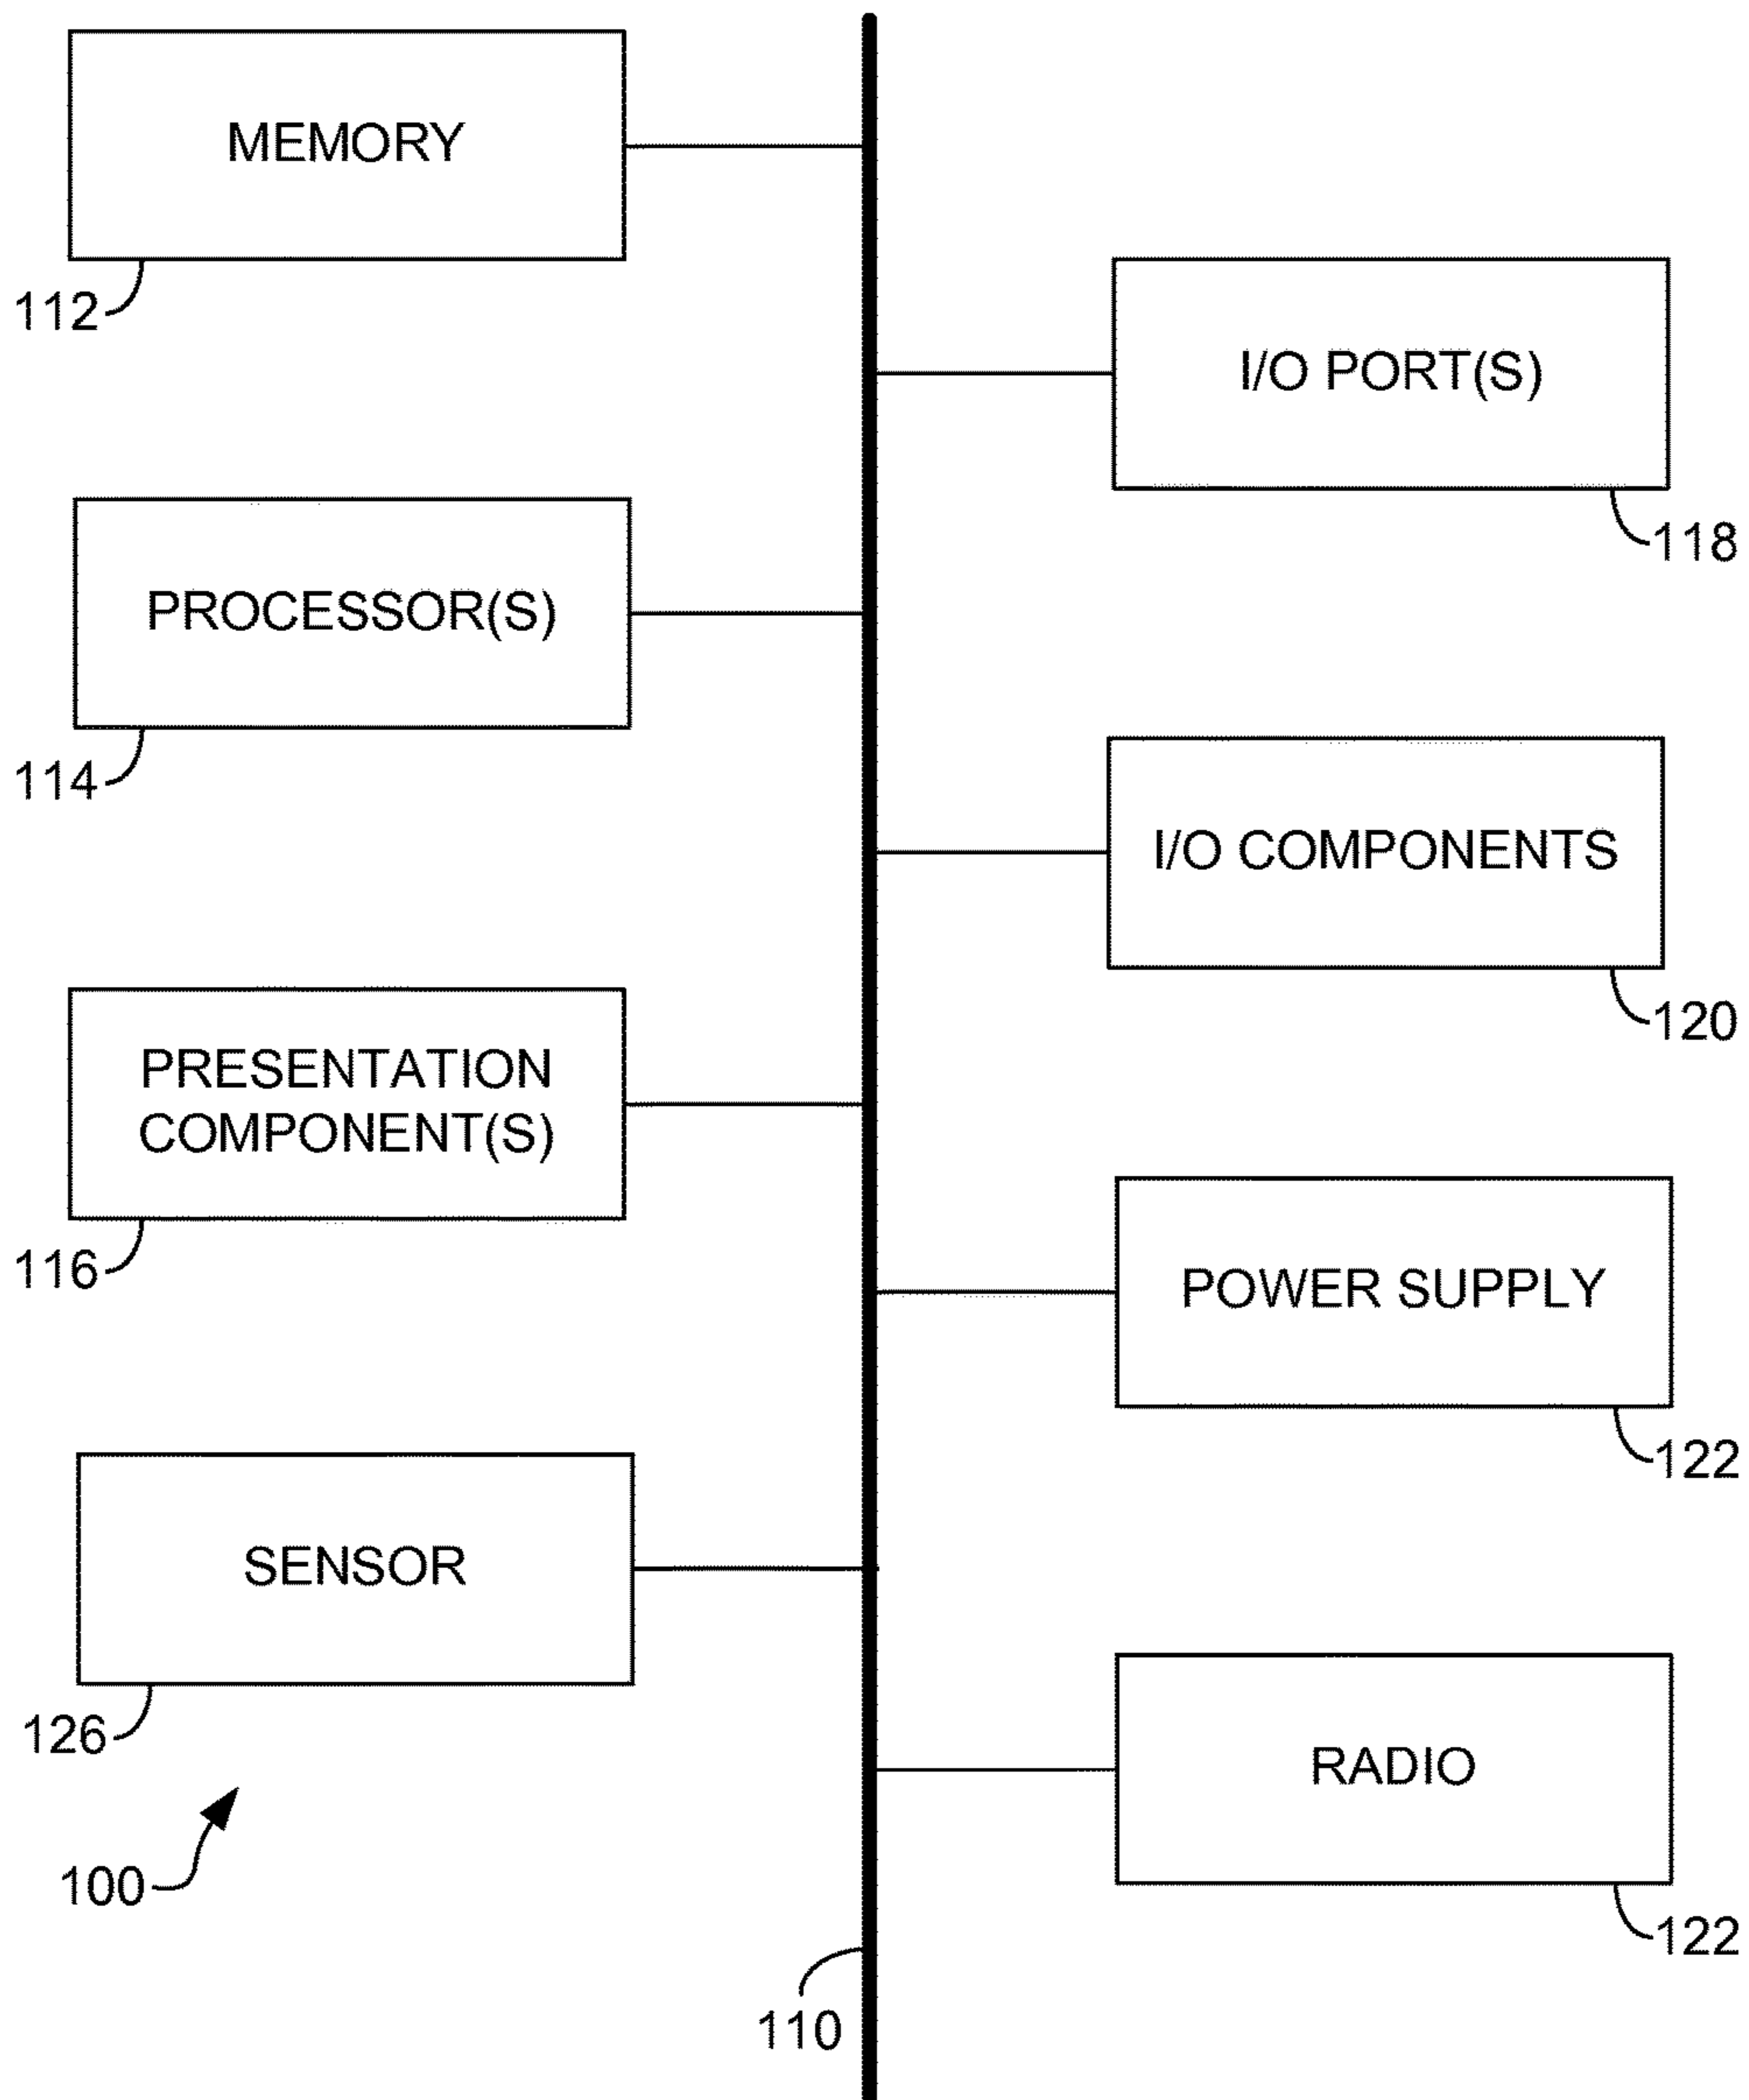 MEMORY
112
I/O PORT(S)
118
PROCESSOR(S)
114
I/O COMPONENTS
120
PRESENTATION
COMPONENT(S)
116
POWER SUPPLY
122
SENSOR
126
RADIO
122
100
110